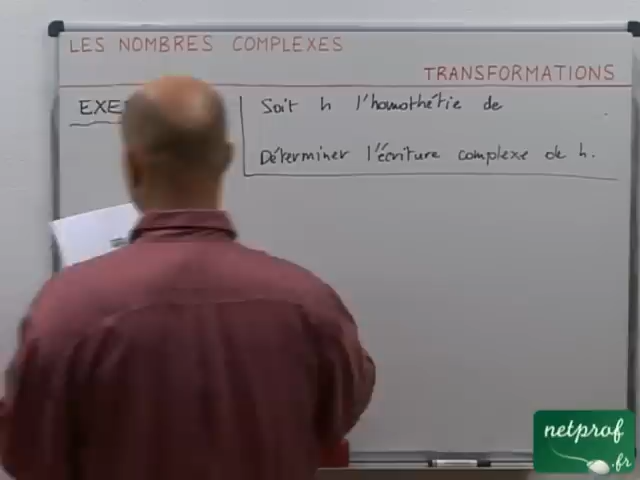 LES NOMBRES COMPLEXES
TRANSFORMATIONS
Soit h l'homothétie de
Déterminer l'écriture complexe de h.
netprof
.fr